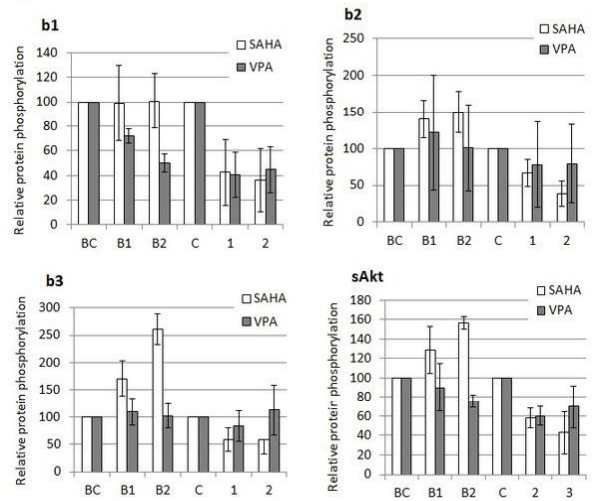 b1
Relative protein phosphorylation
140
120
100
80
60
40
20
0
SAHA
VPA
BC B1 B2 C 1 2
b2
Relative protein phosphorylation
250
200
150
100
50
0
SAHA
VPA
BC B1 B2 C 1 2
b3
Relative protein phosphorylation
300
250
200
150
100
50
0
SAHA
VPA
BC B1 B2 C 1 2
sAkt
Relative proteir phosphorylation
180
160
140
120
100
80
60
40
20
0
SAHA
VPA
BC B1 B2 C 2 3